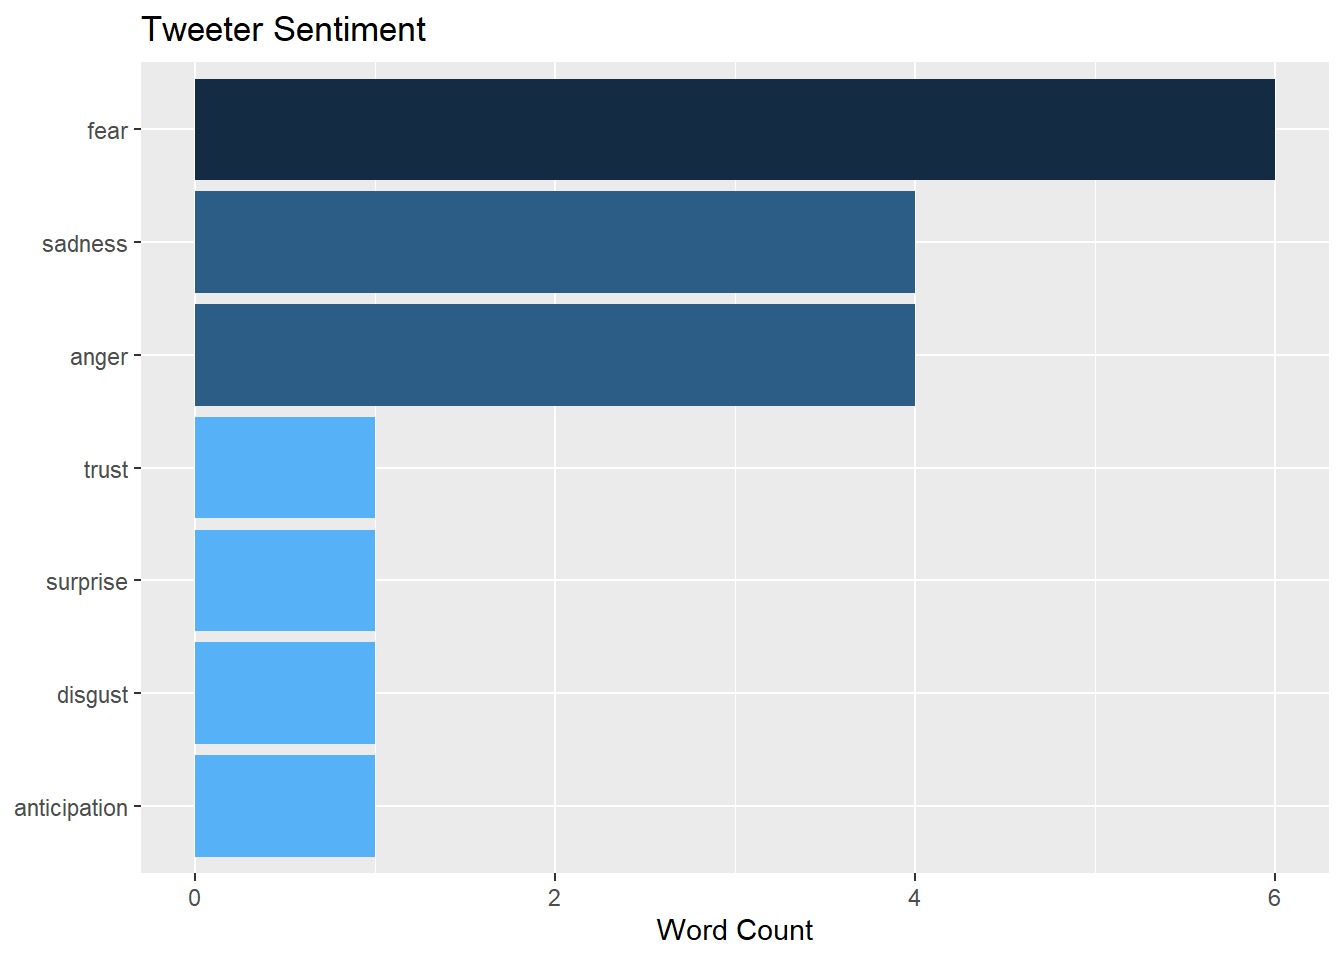 Tweeter Sentiment
fear
sadness
anger
trust
surprise
disgust
anticipation
0 2 4 6
Word Count